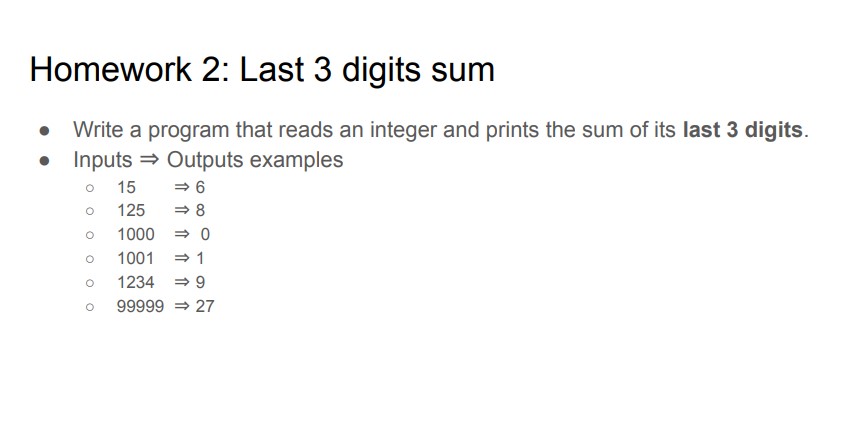 Homework 2: Last 3 digits sum
● Write a program that reads an integer and prints the sum of its last 3 digits.
● Inputs ⇒ Outputs examples
○ 15 ⇒ 6
○ 125 ⇒ 8
○ 1000 ⇒ 0
○ 1001 ⇒ 1
○ 1234 ⇒ 9
○ 99999 ⇒ 27